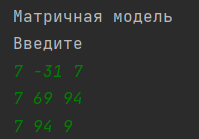 Матричная модель
Введите
7 -31 7
7 69 94
7 94 9